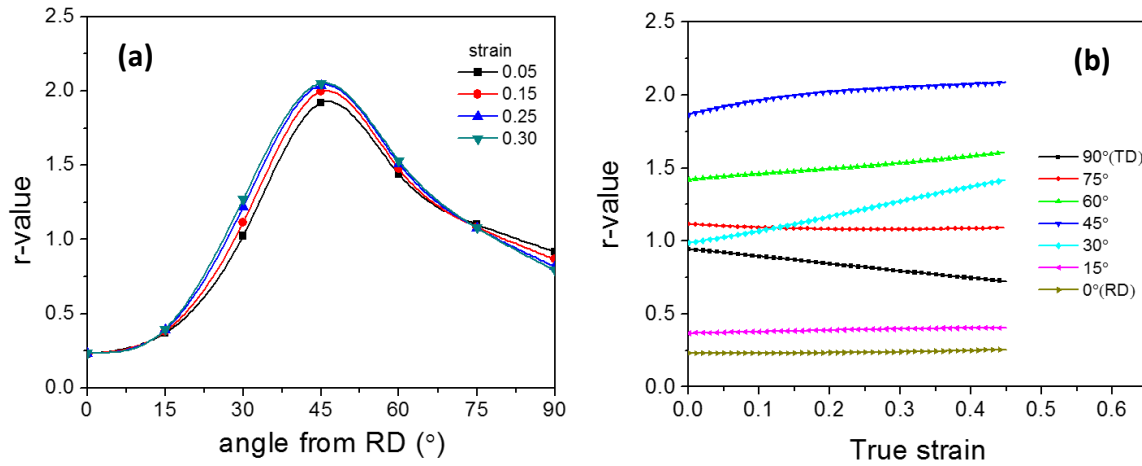 (a)
strain
0.05
0.15
0.25
0.30
r-value
2.5
2.0
1.5
1.0
0.5
0.0
0 15 30 45 60 75 90
angle from RD (°)
(b)
90°(TD)
75°
60°
45°
30°
15°
0°(RD)
r-value
2.5
2.0
1.5
1.0
0.5
0.0
0.0 0.1 0.2 0.3 0.4 0.5 0.6
True strain